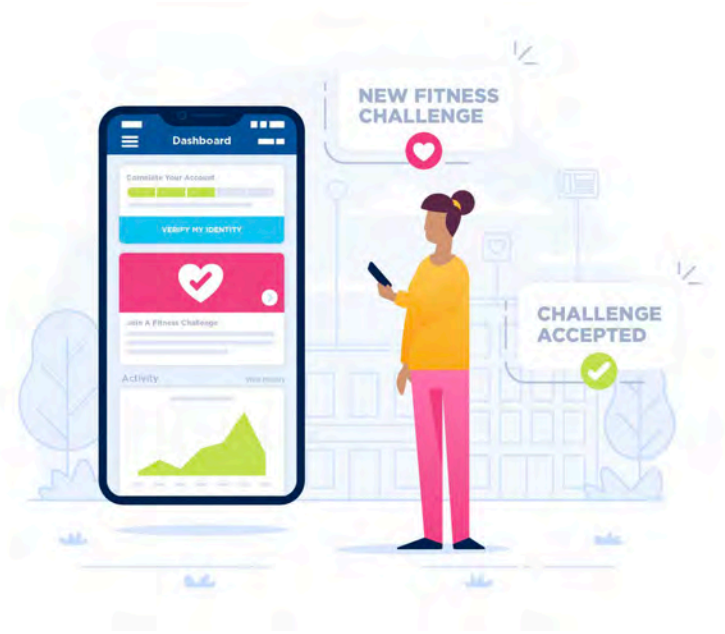 Dashboard
Complete Your Account
VERIFY MY IDENTITY
Join A Fitness Challenge
Activity
NEW FITNESS
CHALLENGE
CHALLENGE
ACCEPTED